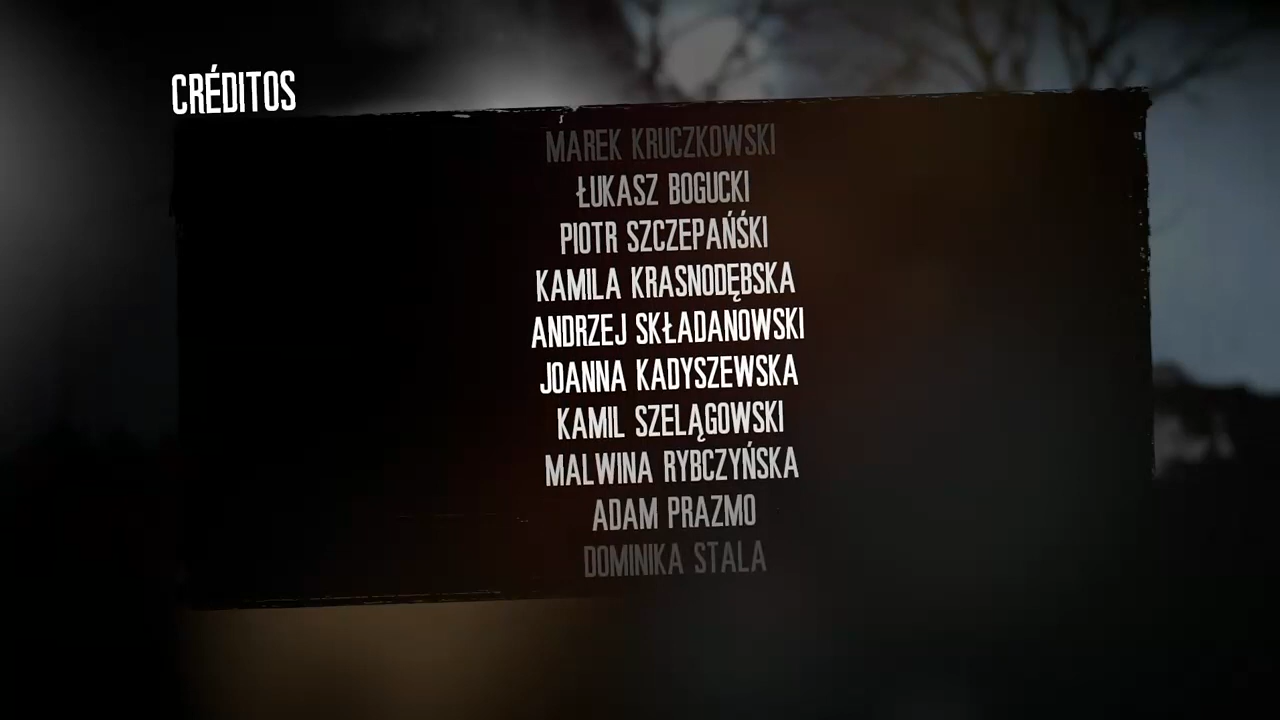 CRÉDITOS
MAREK KRUCZKOWSKI
ŁUKASZ BOGUCKI
PIOTR SZCZEPAŃŚKI
KAMILA KRASNODĘBSKA
ANDRZEJ SKŁADANOWSKI
JOANNA KADYSZEWSKA
KAMIL SZELĄGOWSKI
MALWINA RYBCZYŃSKA
ADAM PRAZMO
DOMINIKA STALA